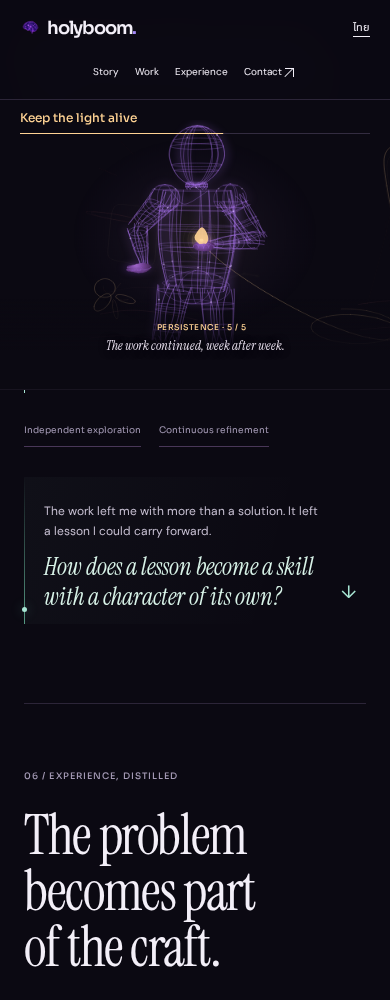 holyboom.
ไทย
Story Work Experience Contact
Keep the light alive
PERSISTENCE · 5 / 5
The work continued, week after week.
Independent exploration Continuous refinement
The work left me with more than a solution. It left
a lesson I could carry forward.
How does a lesson become a skill
with a character of its own?
06 / EXPERIENCE, DISTILLED
The problem
becomes part
of the craft.